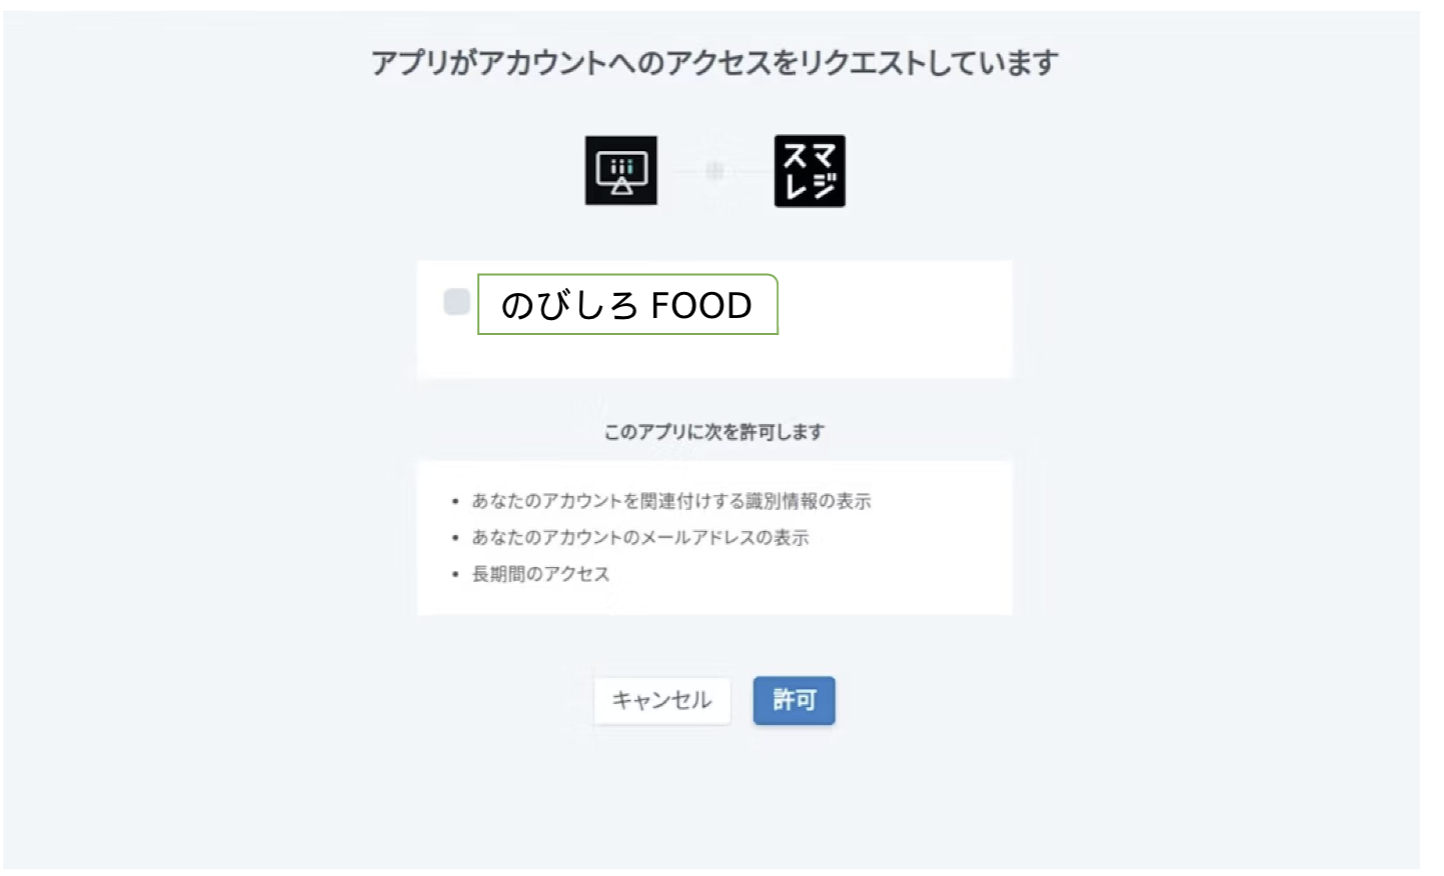 アプリがアカウントへのアクセスをリクエストしています
スマ
レジ
のびしろ FOOD
このアプリに次を許可します
• あなたのアカウントを関連付けする識別情報の表示
• あなたのアカウントのメールアドレスの表示
• 長期間のアクセス
キャンセル 許可